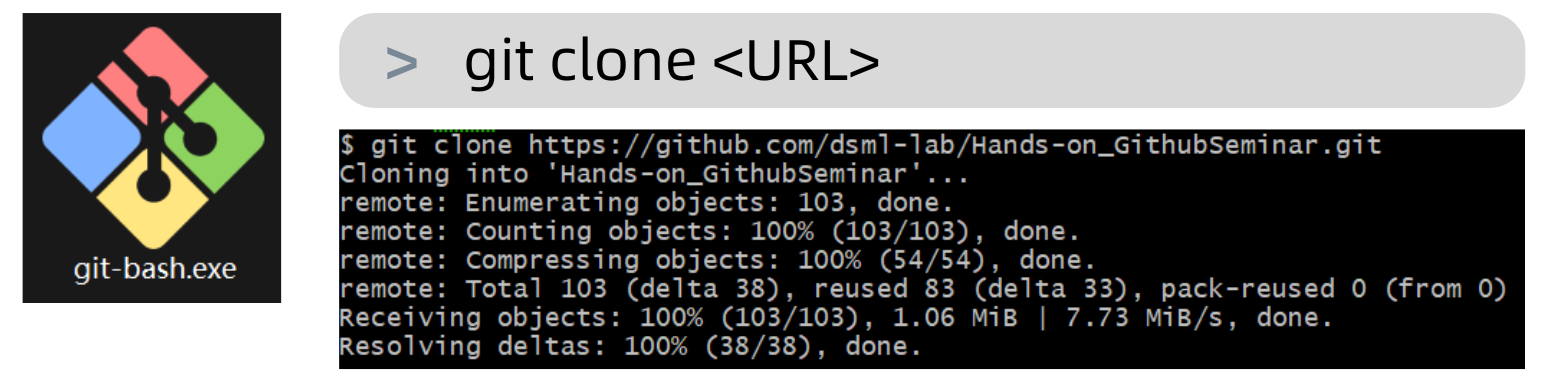 git-bash.exe
> git clone <URL>
$ git clone https://github.com/dsml-lab/Hands-on_GithubSeminar.git
Cloning into 'Hands-on_GithubSeminar'...
remote: Enumerating objects: 103, done.
remote: Counting objects: 100% (103/103), done.
remote: Compressing objects: 100% (54/54), done.
remote: Total 103 (delta 38), reused 83 (delta 33), pack-reused 0 (from 0)
Receiving objects: 100% (103/103), 1.06 MiB | 7.73 MiB/s, done.
Resolving deltas: 100% (38/38), done.